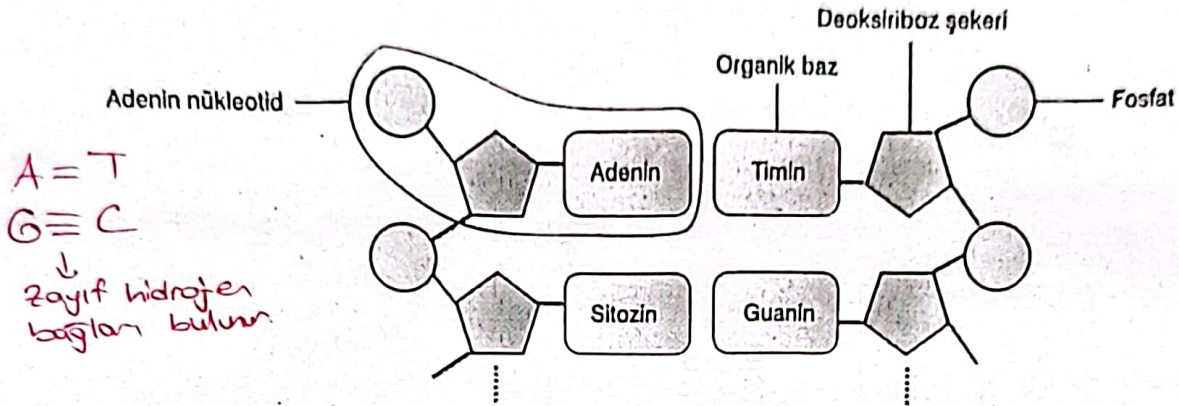 Deoksiriboz şekeri
Organik baz
Adenin nükleotid
Fosfat
Adenin
Timin
A = T
G ≡ C
↓
Zayıf hidrojen
bağları bulunur
Sitozin
Guanin